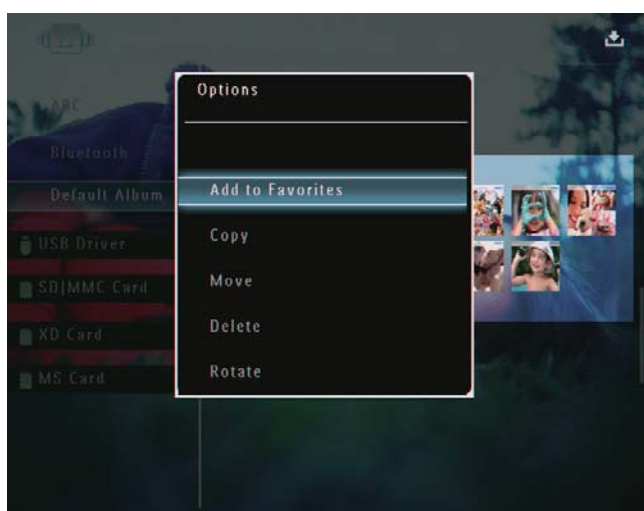 Options
Add to Favorites
Copy
Move
Delete
Rotate
ABC
Bluetooth
Default Album
USB Driver
SD|MMC Card
XD Card
MS Card